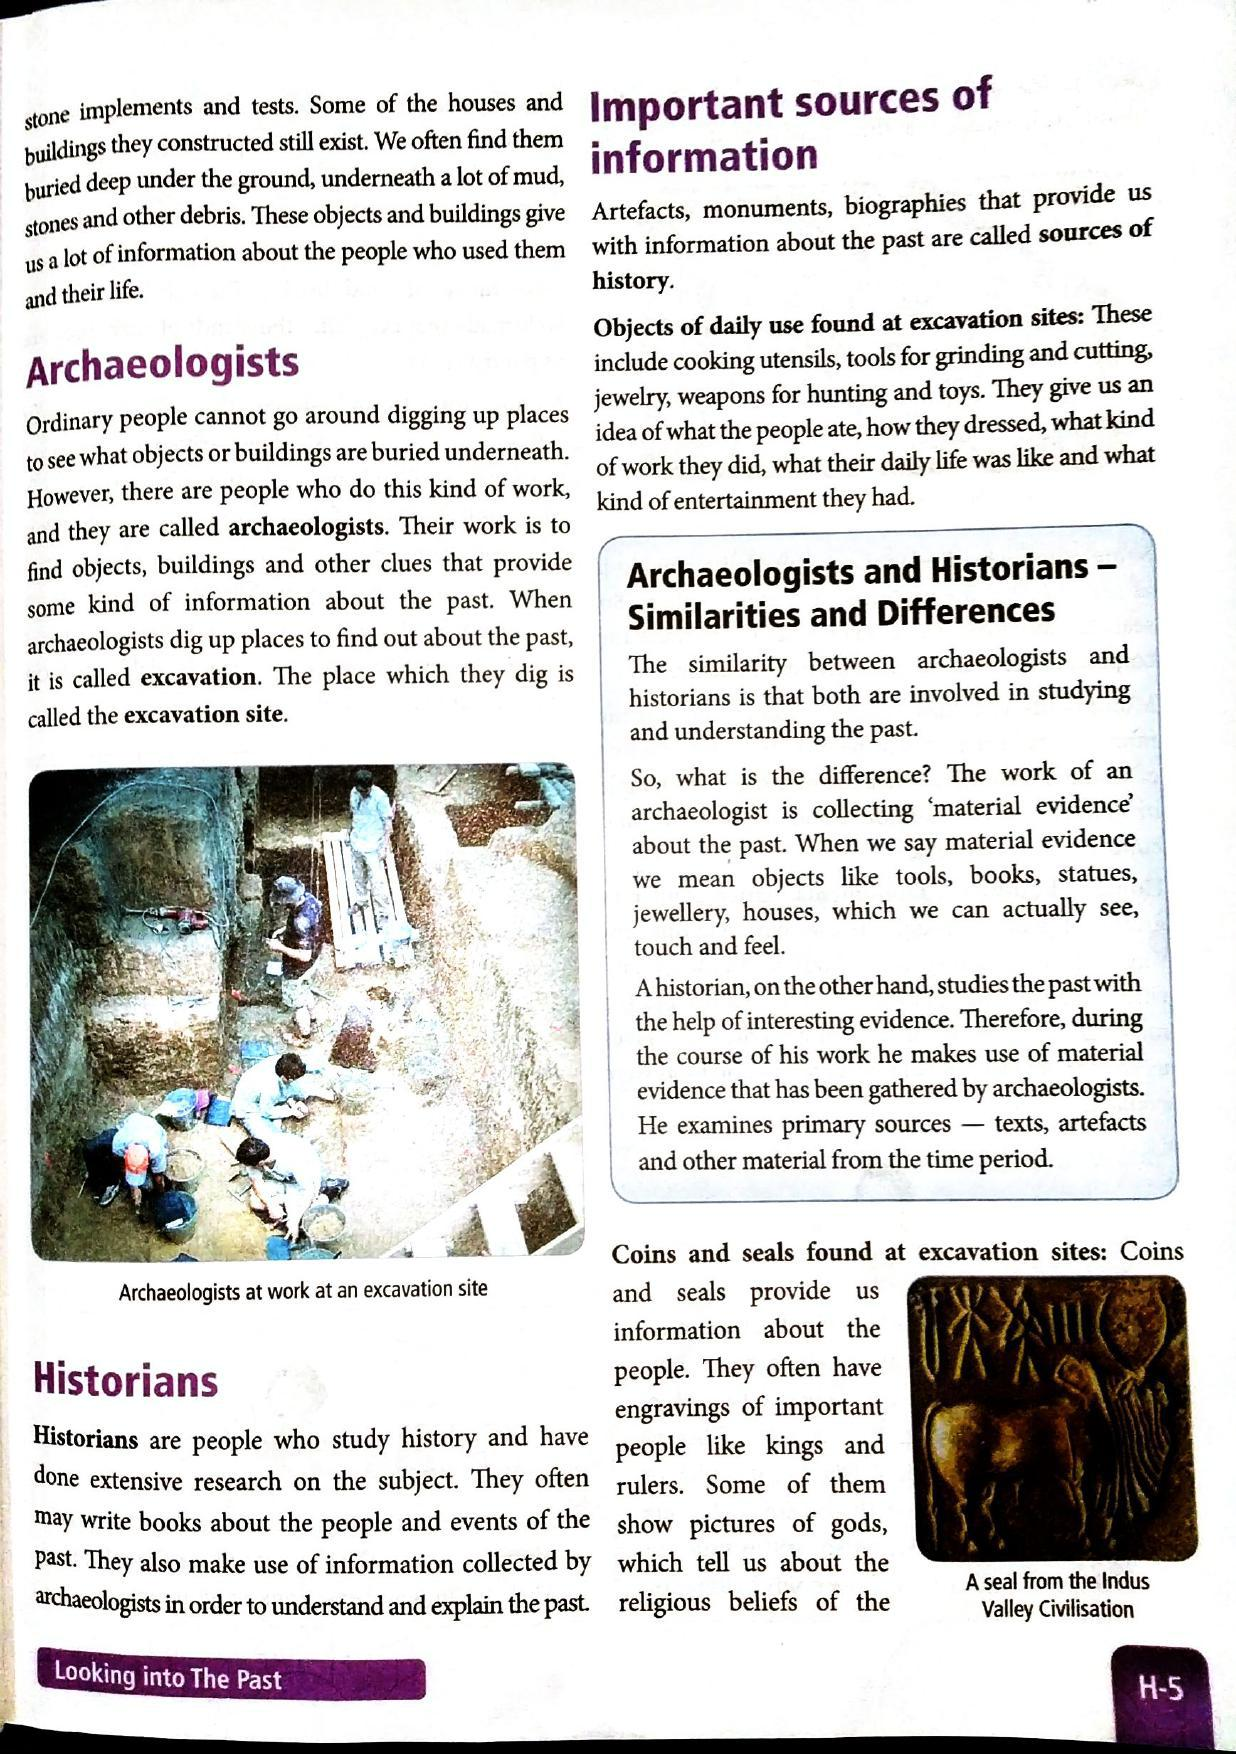 stone implements and tests. Some of the houses and
buildings they constructed still exist. We often find them
buried deep under the ground, underneath a lot of mud,
stones and other debris. These objects and buildings give
us a lot of information about the people who used them
and their life.
Archaeologists
Ordinary people cannot go around digging up places
to see what objects or buildings are buried underneath.
However, there are people who do this kind of work,
and they are called archaeologists. Their work is to
find objects, buildings and other clues that provide
some kind of information about the past. When
archaeologists dig up places to find out about the past,
it is called excavation. The place which they dig is
called the excavation site.
Archaeologists at work at an excavation site
Historians
Historians are people who study history and have
done extensive research on the subject. They often
may write books about the people and events of the
past. They also make use of information collected by
archaeologists in order to understand and explain the past.
Important sources of
information
Artefacts, monuments, biographies that provide us
with information about the past are called sources of
history.
Objects of daily use found at excavation sites: These
include cooking utensils, tools for grinding and cutting,
jewelry, weapons for hunting and toys. They give us an
idea of what the people ate, how they dressed, what kind
of work they did, what their daily life was like and what
kind of entertainment they had.
Archaeologists and Historians –
Similarities and Differences
The similarity between archaeologists and
historians is that both are involved in studying
and understanding the past.
So, what is the difference? The work of an
archaeologist is collecting ‘material evidence’
about the past. When we say material evidence
we mean objects like tools, books, statues,
jewellery, houses, which we can actually see,
touch and feel.
A historian, on the other hand, studies the past with
the help of interesting evidence. Therefore, during
the course of his work he makes use of material
evidence that has been gathered by archaeologists.
He examines primary sources — texts, artefacts
and other material from the time period.
Coins and seals found at excavation sites: Coins
and seals provide us
information about the
people. They often have
engravings of important
people like kings and
rulers. Some of them
show pictures of gods,
which tell us about the
religious beliefs of the
A seal from the Indus
Valley Civilisation
Looking into The Past
H-5